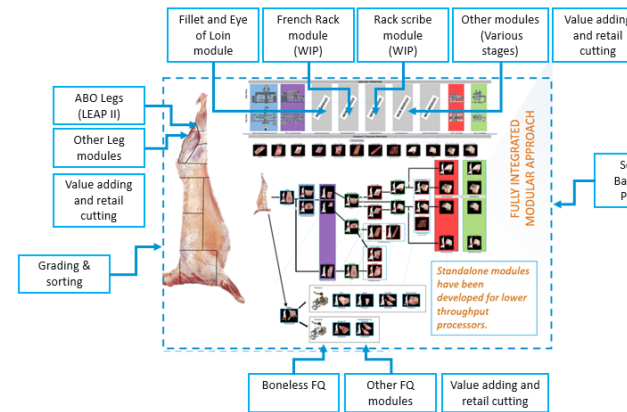 Fillet and Eye
of Loin
module
French Rack
module
(WIP)
Rack scribe
module
(WIP)
Other modules
(Various
stages)
Value adding
and retail
cutting
ABO Legs
(LEAP II)
Other Leg
modules
Value adding
and retail
cutting
Grading &
sorting
FULLY INTEGRATED
MODULAR APPROACH
Standalone modules
have been
developed for lower
throughput
processors.
Boneless FQ
Other FQ
modules
Value adding and
retail cutting